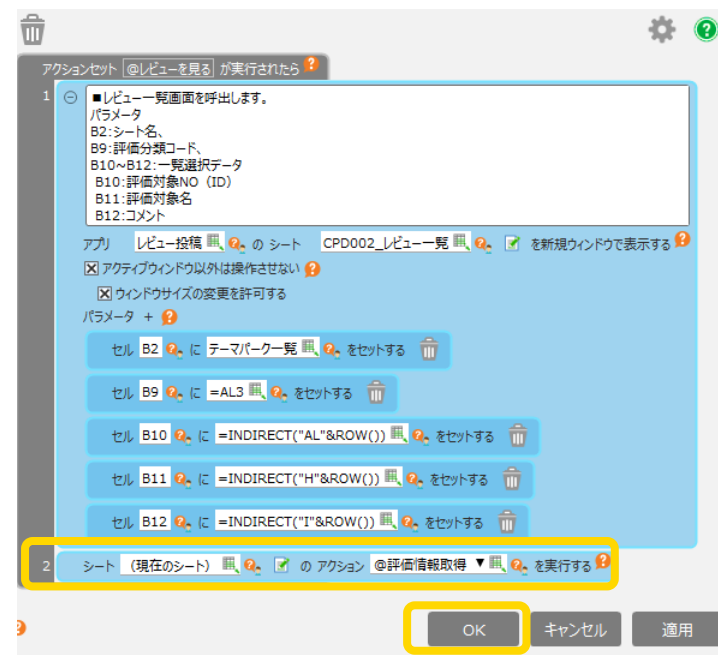 アクションセット @レビューを見る が実行されたら
1 ■レビュー一覧画面を呼出します。
パラメータ
B2:シート名、
B9:評価分類コード、
B10~B12:一覧選択データ
B10:評価対象NO（ID）
B11:評価対象名
B12:コメント
アプリ レビュー投稿 の シート CPD002_レビュー一覧 を新規ウィンドウで表示する
アクティブウィンドウ以外は操作させない
ウィンドウサイズの変更を許可する
パラメータ +
セル B2 に テーマパーク一覧 をセットする
セル B9 に =AL3 をセットする
セル B10 に =INDIRECT("AL"&ROW()) をセットする
セル B11 に =INDIRECT("H"&ROW()) をセットする
セル B12 に =INDIRECT("I"&ROW()) をセットする
2 シート （現在のシート） の アクション @評価情報取得 ▼ を実行する
OK キャンセル 適用